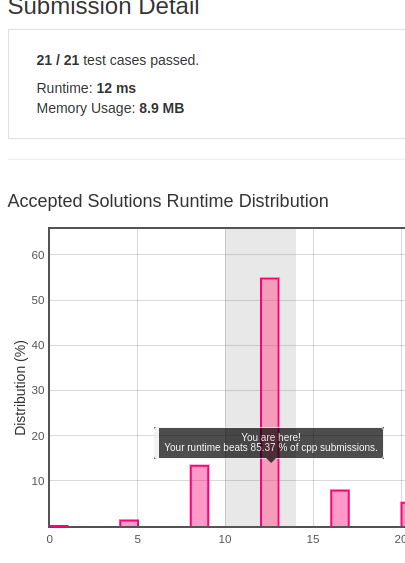 Submission Detail
21 / 21 test cases passed.
Runtime: 12 ms
Memory Usage: 8.9 MB
Accepted Solutions Runtime Distribution
Distribution (%)
60
50
40
30
20
10
You are here!
Your runtime beats 85.37 % of cpp submissions.
0 5 10 15 20